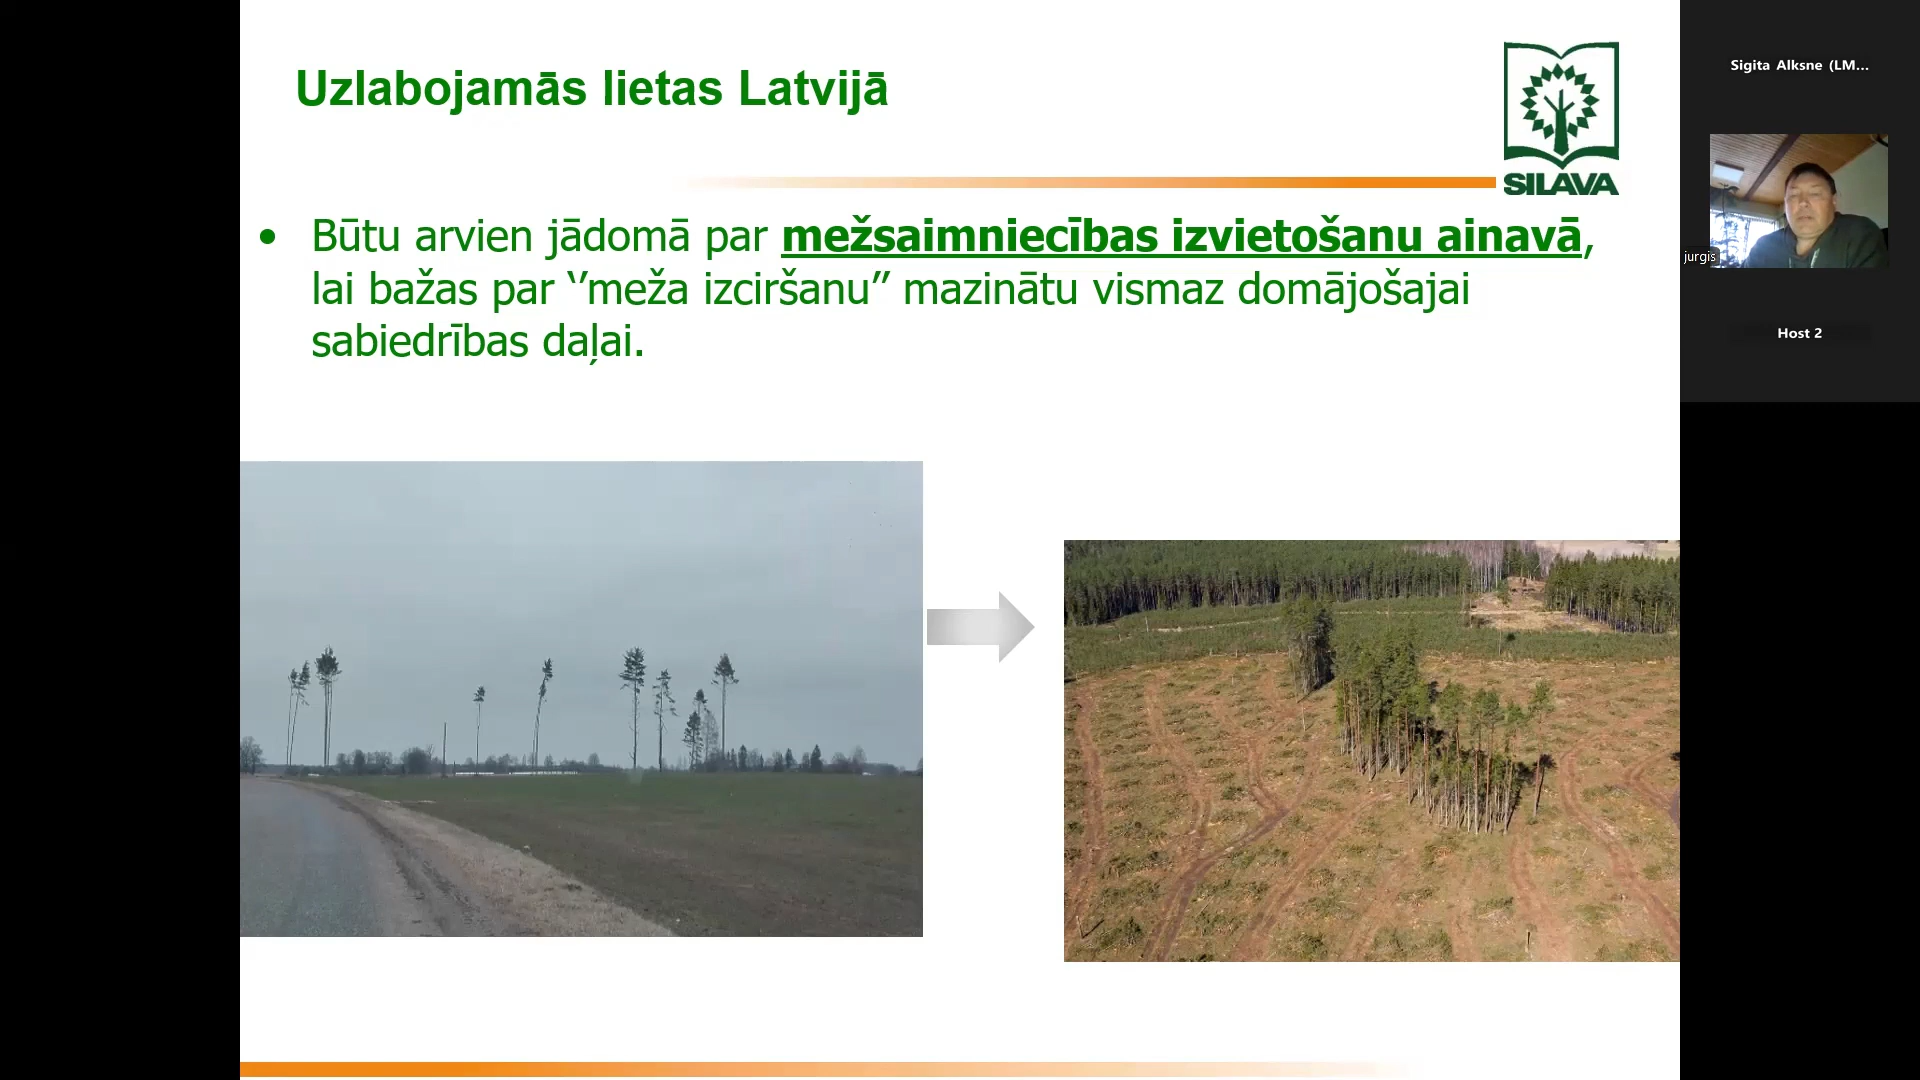 Uzlabojamās lietas Latvijā
SILAVA
• Būtu arvien jādomā par mežsaimniecības izvietošanu ainavā,
lai bažas par ‘’meža izciršanu’’ mazinātu vismaz domājošajai
sabiedrības daļai.
Sigita Alksne (LM...
jurgis
Host 2